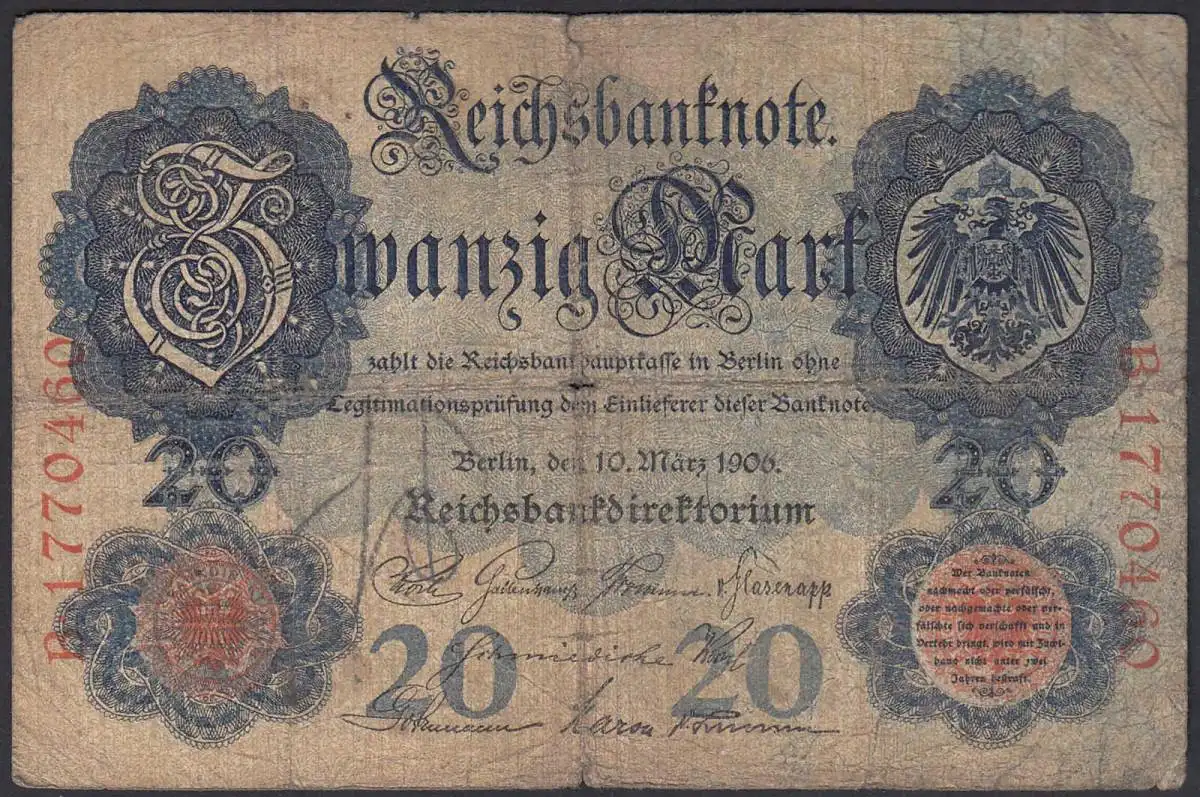 Reichsbanknote.
Zwanzig Mark
zahlt die Reichsbankhauptkasse in Berlin ohne
Legitimationsprüfung dem Einlieferer dieser Banknote.
Berlin, den 10. März 1906.
Reichsbankdirektorium
v. Glasenapp
20 20
20 20
B 1770460
B 1770460
Wer Banknoten
nachmacht oder verfälscht,
oder nachgemachte oder ver-
fälschte sich verschafft und in
Verkehr bringt, wird mit Zucht-
haus nicht unter zwei
Jahren bestraft.